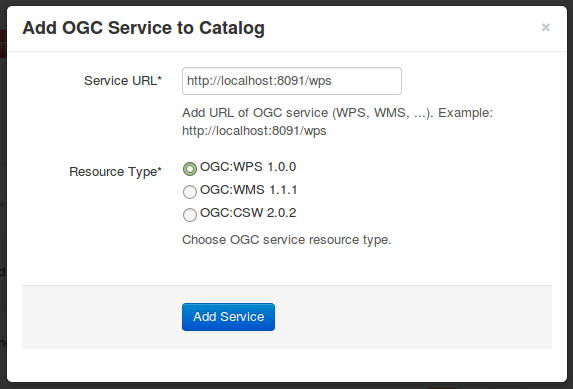 Add OGC Service to Catalog ×
Service URL* http://localhost:8091/wps
Add URL of OGC service (WPS, WMS, ...). Example:
http://localhost:8091/wps
Resource Type* OGC:WPS 1.0.0
OGC:WMS 1.1.1
OGC:CSW 2.0.2
Choose OGC service resource type.
Add Service